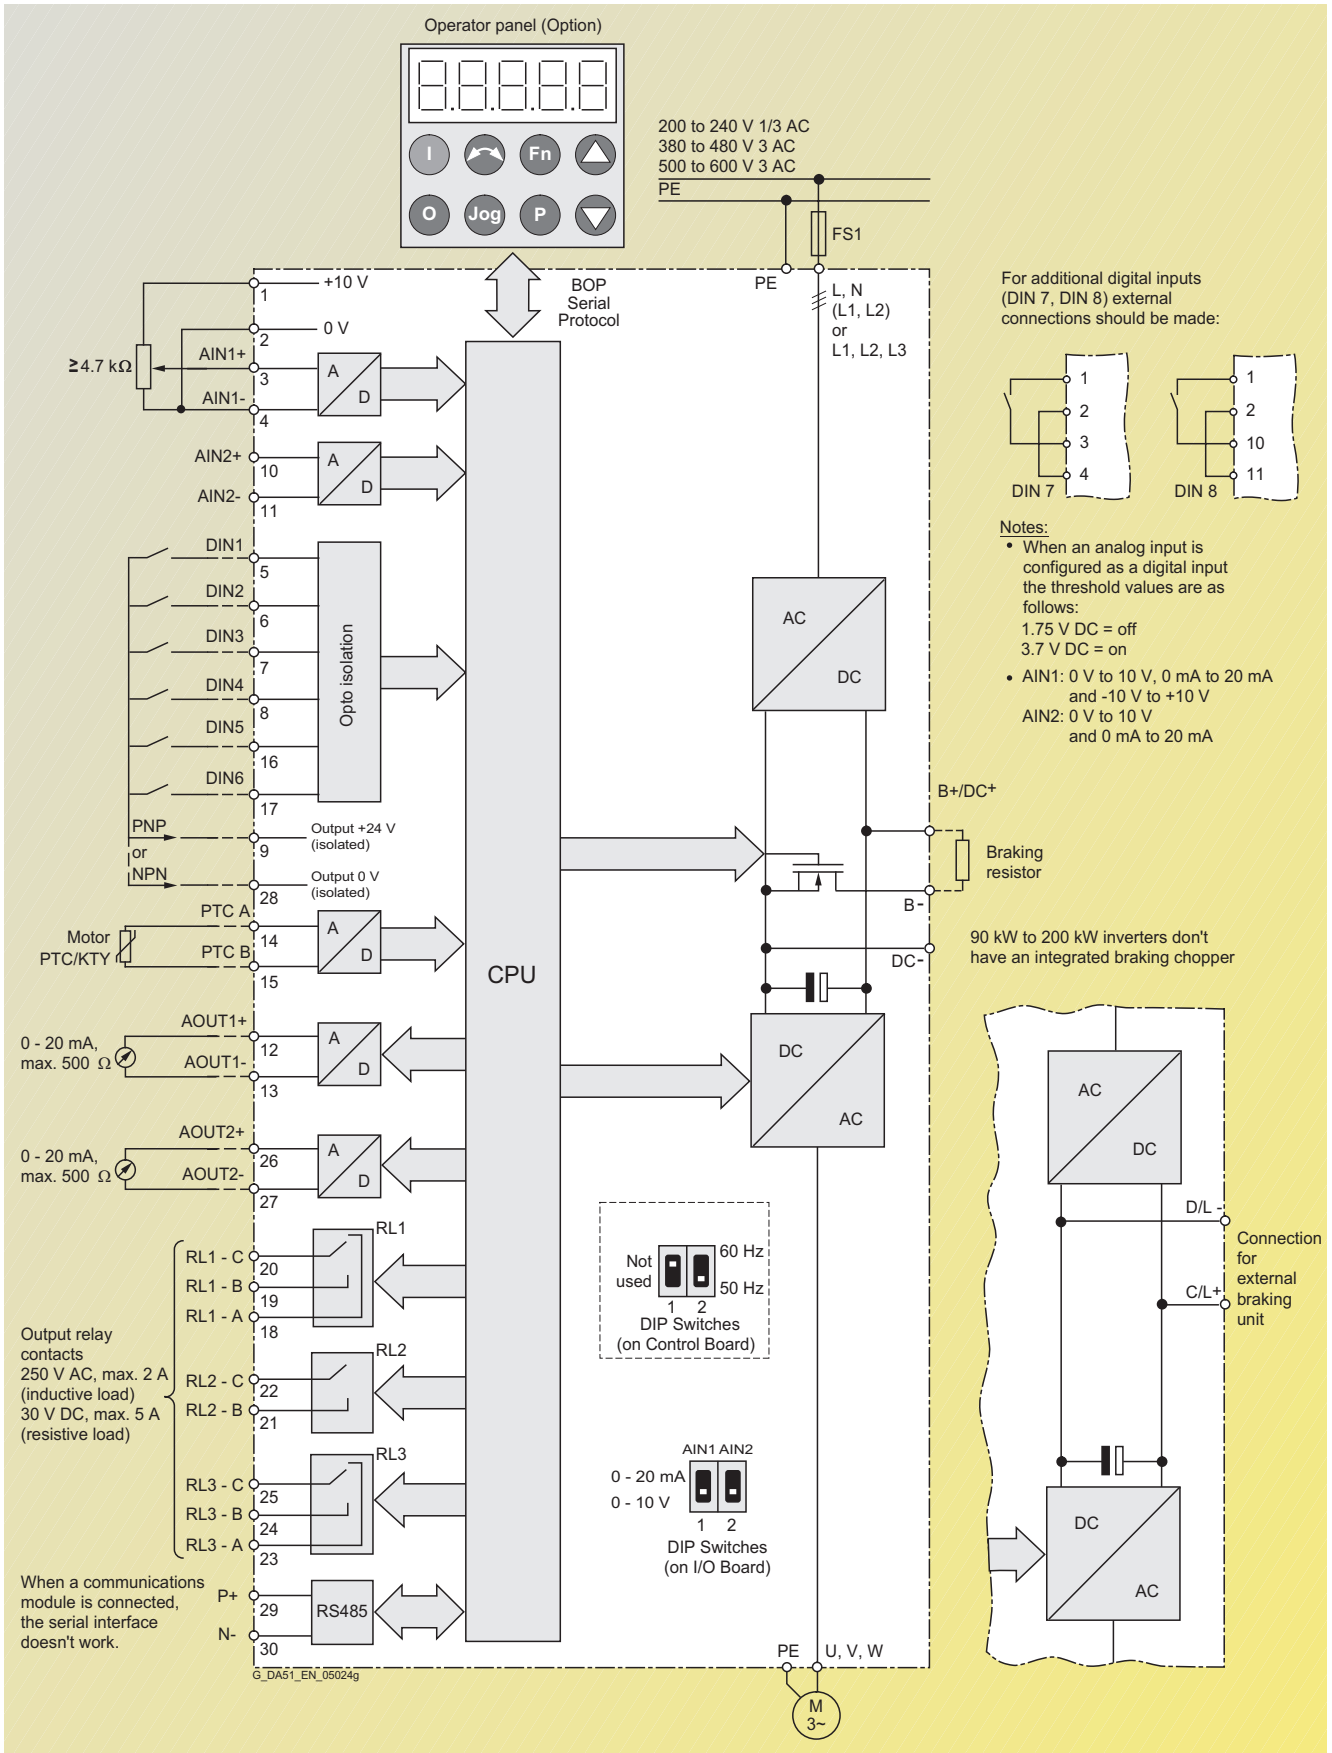 Operator panel (Option)
I
Fn
O
Jog
P
200 to 240 V 1/3 AC
380 to 480 V 3 AC
500 to 600 V 3 AC
PE
FS1
PE
L, N
(L1, L2)
or
L1, L2, L3
BOP
Serial
Protocol
1
+10 V
2
0 V
≥4.7 kΩ
AIN1+
3
AIN1-
4
A
D
AIN2+
10
AIN2-
11
A
D
DIN1
5
DIN2
6
DIN3
7
DIN4
8
DIN5
16
DIN6
17
Opto isolation
PNP
or
NPN
9
Output +24 V
(isolated)
28
Output 0 V
(isolated)
Motor
PTC/KTY
PTC A
14
PTC B
15
A
D
CPU
0 - 20 mA,
max. 500 Ω
AOUT1+
12
AOUT1-
13
A
D
0 - 20 mA,
max. 500 Ω
AOUT2+
26
AOUT2-
27
A
D
Output relay
contacts
250 V AC, max. 2 A
(inductive load)
30 V DC, max. 5 A
(resistive load)
RL1
RL1 - C
20
RL1 - B
19
RL1 - A
18
RL2
RL2 - C
22
RL2 - B
21
RL3
RL3 - C
25
RL3 - B
24
RL3 - A
23
When a communications
module is connected,
the serial interface
doesn't work.
P+
29
N-
30
RS485
G_DA51_EN_05024g
AC
DC
B+/DC+
Braking
resistor
B-
DC-
DC
AC
Not
used
60 Hz
50 Hz
1 2
DIP Switches
(on Control Board)
AIN1 AIN2
0 - 20 mA
0 - 10 V
1 2
DIP Switches
(on I/O Board)
PE
U, V, W
M
3~
For additional digital inputs
(DIN 7, DIN 8) external
connections should be made:
1
2
3
4
DIN 7
1
2
10
11
DIN 8
Notes:
• When an analog input is
configured as a digital input
the threshold values are as
follows:
1.75 V DC = off
3.7 V DC = on
• AIN1: 0 V to 10 V, 0 mA to 20 mA
and -10 V to +10 V
AIN2: 0 V to 10 V
and 0 mA to 20 mA
90 kW to 200 kW inverters don't
have an integrated braking chopper
AC
DC
D/L -
C/L+
Connection
for
external
braking
unit
DC
AC